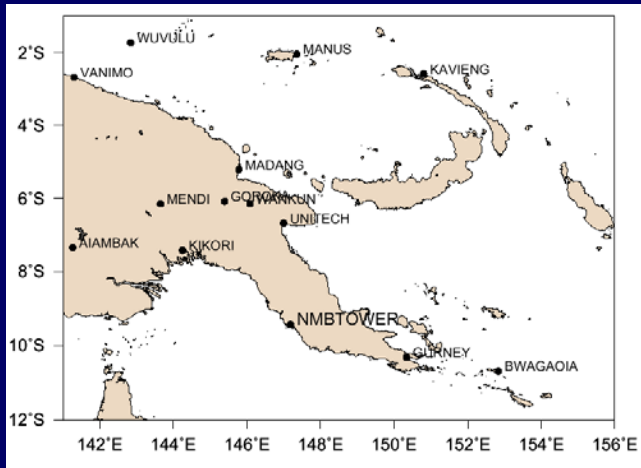 WUVULU
MANUS
2°S
KAVIENG
VANIMO
4°S
MADANG
6°S
MENDI
GOROKA
WANKUN
UNITECH
AIAMBAK
KIKORI
8°S
NMBTOWER
10°S
GURNEY
BWAGAOIA
12°S
142°E 144°E 146°E 148°E 150°E 152°E 154°E 156°E